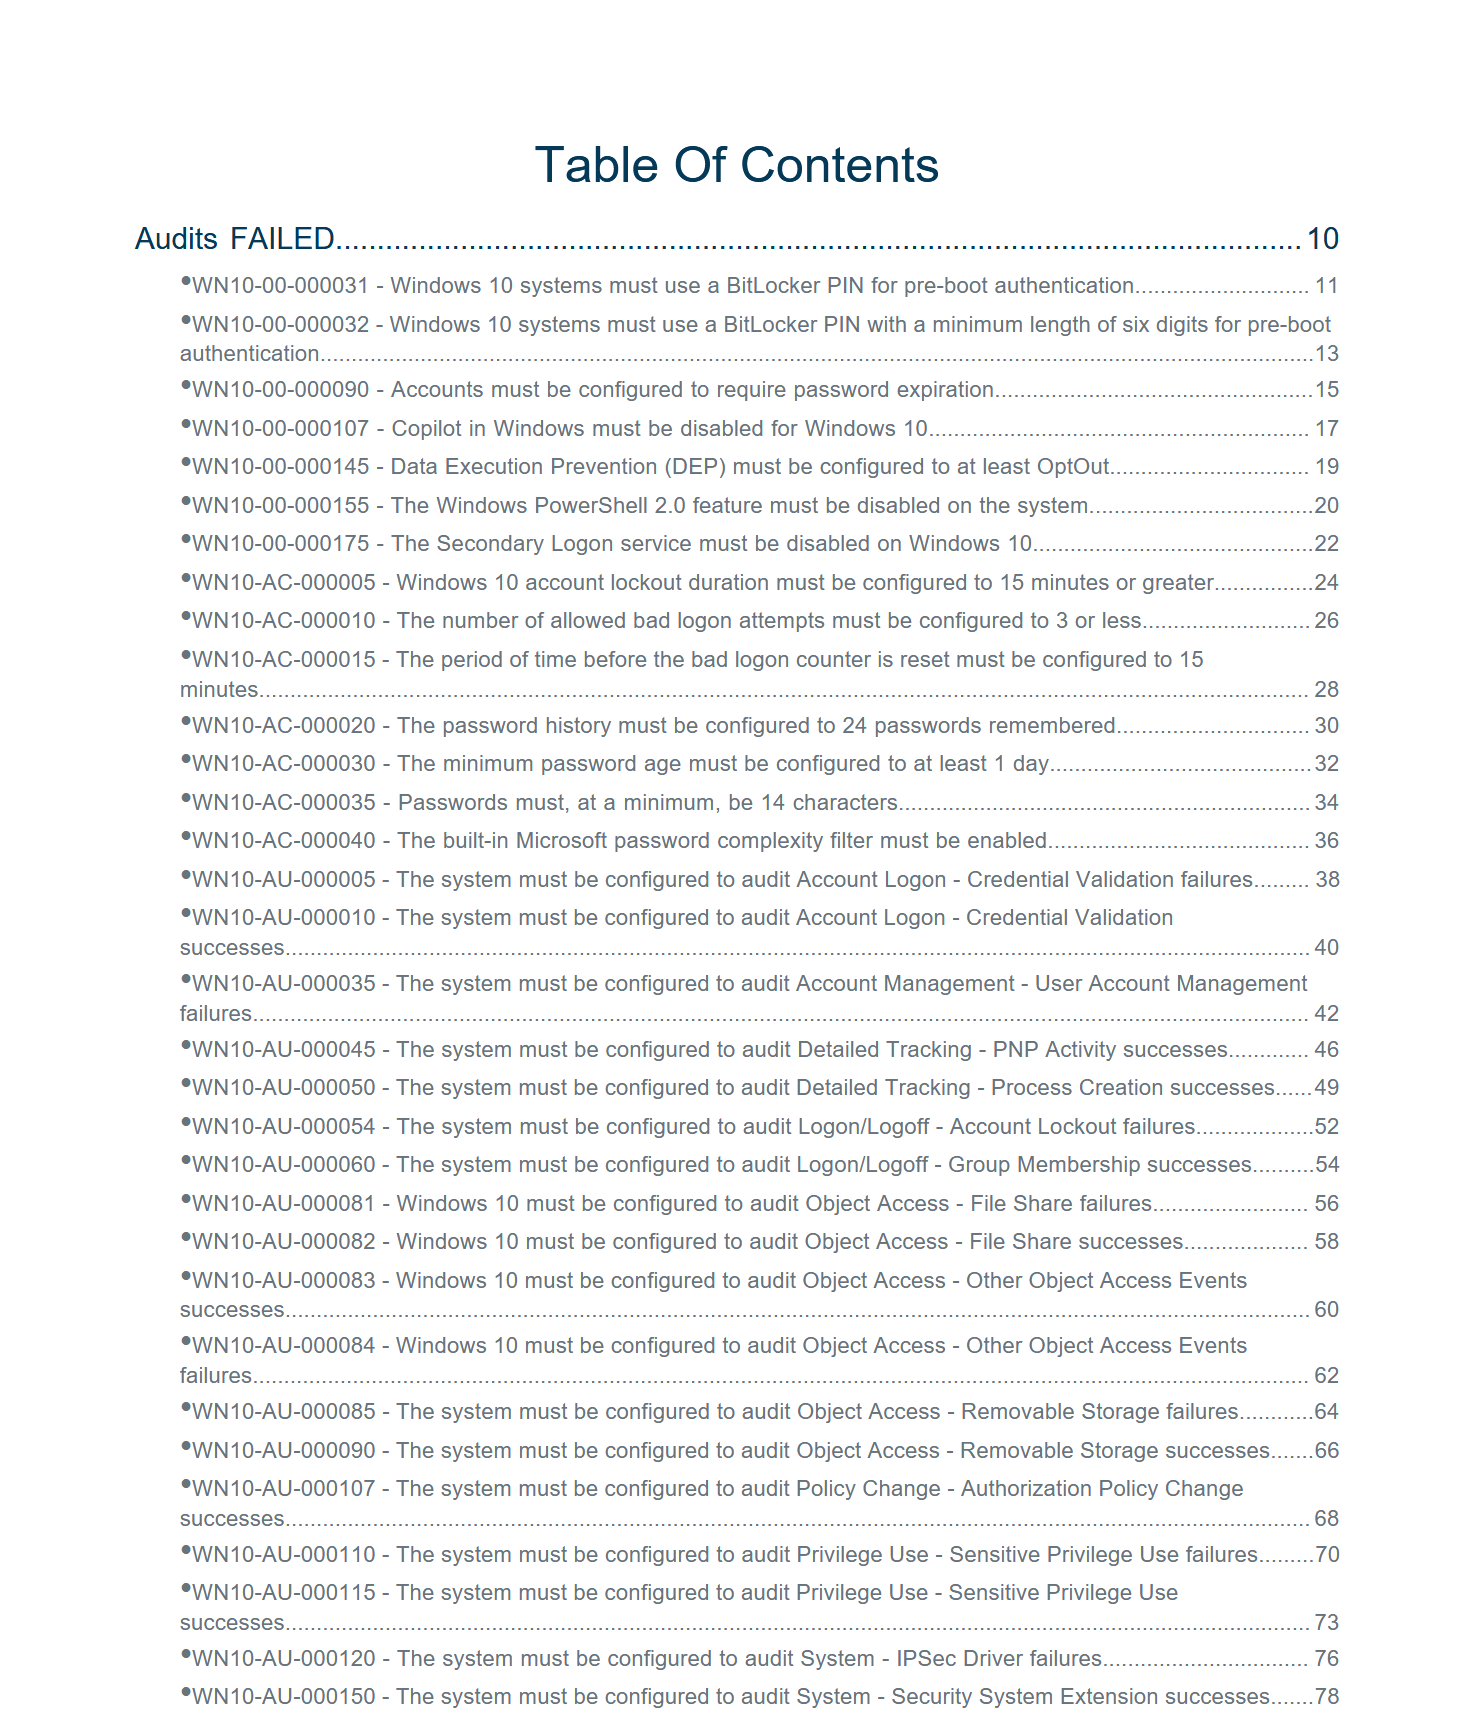 Table Of Contents
Audits FAILED.....................................................................................................................10
•WN10-00-000031 - Windows 10 systems must use a BitLocker PIN for pre-boot authentication............................ 11
•WN10-00-000032 - Windows 10 systems must use a BitLocker PIN with a minimum length of six digits for pre-boot
authentication................................................................................................................................................................13
•WN10-00-000090 - Accounts must be configured to require password expiration...................................................15
•WN10-00-000107 - Copilot in Windows must be disabled for Windows 10............................................................. 17
•WN10-00-000145 - Data Execution Prevention (DEP) must be configured to at least OptOut................................ 19
•WN10-00-000155 - The Windows PowerShell 2.0 feature must be disabled on the system....................................20
•WN10-00-000175 - The Secondary Logon service must be disabled on Windows 10.............................................22
•WN10-AC-000005 - Windows 10 account lockout duration must be configured to 15 minutes or greater................24
•WN10-AC-000010 - The number of allowed bad logon attempts must be configured to 3 or less........................... 26
•WN10-AC-000015 - The period of time before the bad logon counter is reset must be configured to 15
minutes......................................................................................................................................................................... 28
•WN10-AC-000020 - The password history must be configured to 24 passwords remembered............................... 30
•WN10-AC-000030 - The minimum password age must be configured to at least 1 day..........................................32
•WN10-AC-000035 - Passwords must, at a minimum, be 14 characters.................................................................. 34
•WN10-AC-000040 - The built-in Microsoft password complexity filter must be enabled.......................................... 36
•WN10-AU-000005 - The system must be configured to audit Account Logon - Credential Validation failures......... 38
•WN10-AU-000010 - The system must be configured to audit Account Logon - Credential Validation
successes..................................................................................................................................................................... 40
•WN10-AU-000035 - The system must be configured to audit Account Management - User Account Management
failures.......................................................................................................................................................................... 42
•WN10-AU-000045 - The system must be configured to audit Detailed Tracking - PNP Activity successes............. 46
•WN10-AU-000050 - The system must be configured to audit Detailed Tracking - Process Creation successes......49
•WN10-AU-000054 - The system must be configured to audit Logon/Logoff - Account Lockout failures...................52
•WN10-AU-000060 - The system must be configured to audit Logon/Logoff - Group Membership successes..........54
•WN10-AU-000081 - Windows 10 must be configured to audit Object Access - File Share failures......................... 56
•WN10-AU-000082 - Windows 10 must be configured to audit Object Access - File Share successes.................... 58
•WN10-AU-000083 - Windows 10 must be configured to audit Object Access - Other Object Access Events
successes..................................................................................................................................................................... 60
•WN10-AU-000084 - Windows 10 must be configured to audit Object Access - Other Object Access Events
failures.......................................................................................................................................................................... 62
•WN10-AU-000085 - The system must be configured to audit Object Access - Removable Storage failures............64
•WN10-AU-000090 - The system must be configured to audit Object Access - Removable Storage successes.......66
•WN10-AU-000107 - The system must be configured to audit Policy Change - Authorization Policy Change
successes..................................................................................................................................................................... 68
•WN10-AU-000110 - The system must be configured to audit Privilege Use - Sensitive Privilege Use failures.........70
•WN10-AU-000115 - The system must be configured to audit Privilege Use - Sensitive Privilege Use
successes..................................................................................................................................................................... 73
•WN10-AU-000120 - The system must be configured to audit System - IPSec Driver failures................................. 76
•WN10-AU-000150 - The system must be configured to audit System - Security System Extension successes.......78